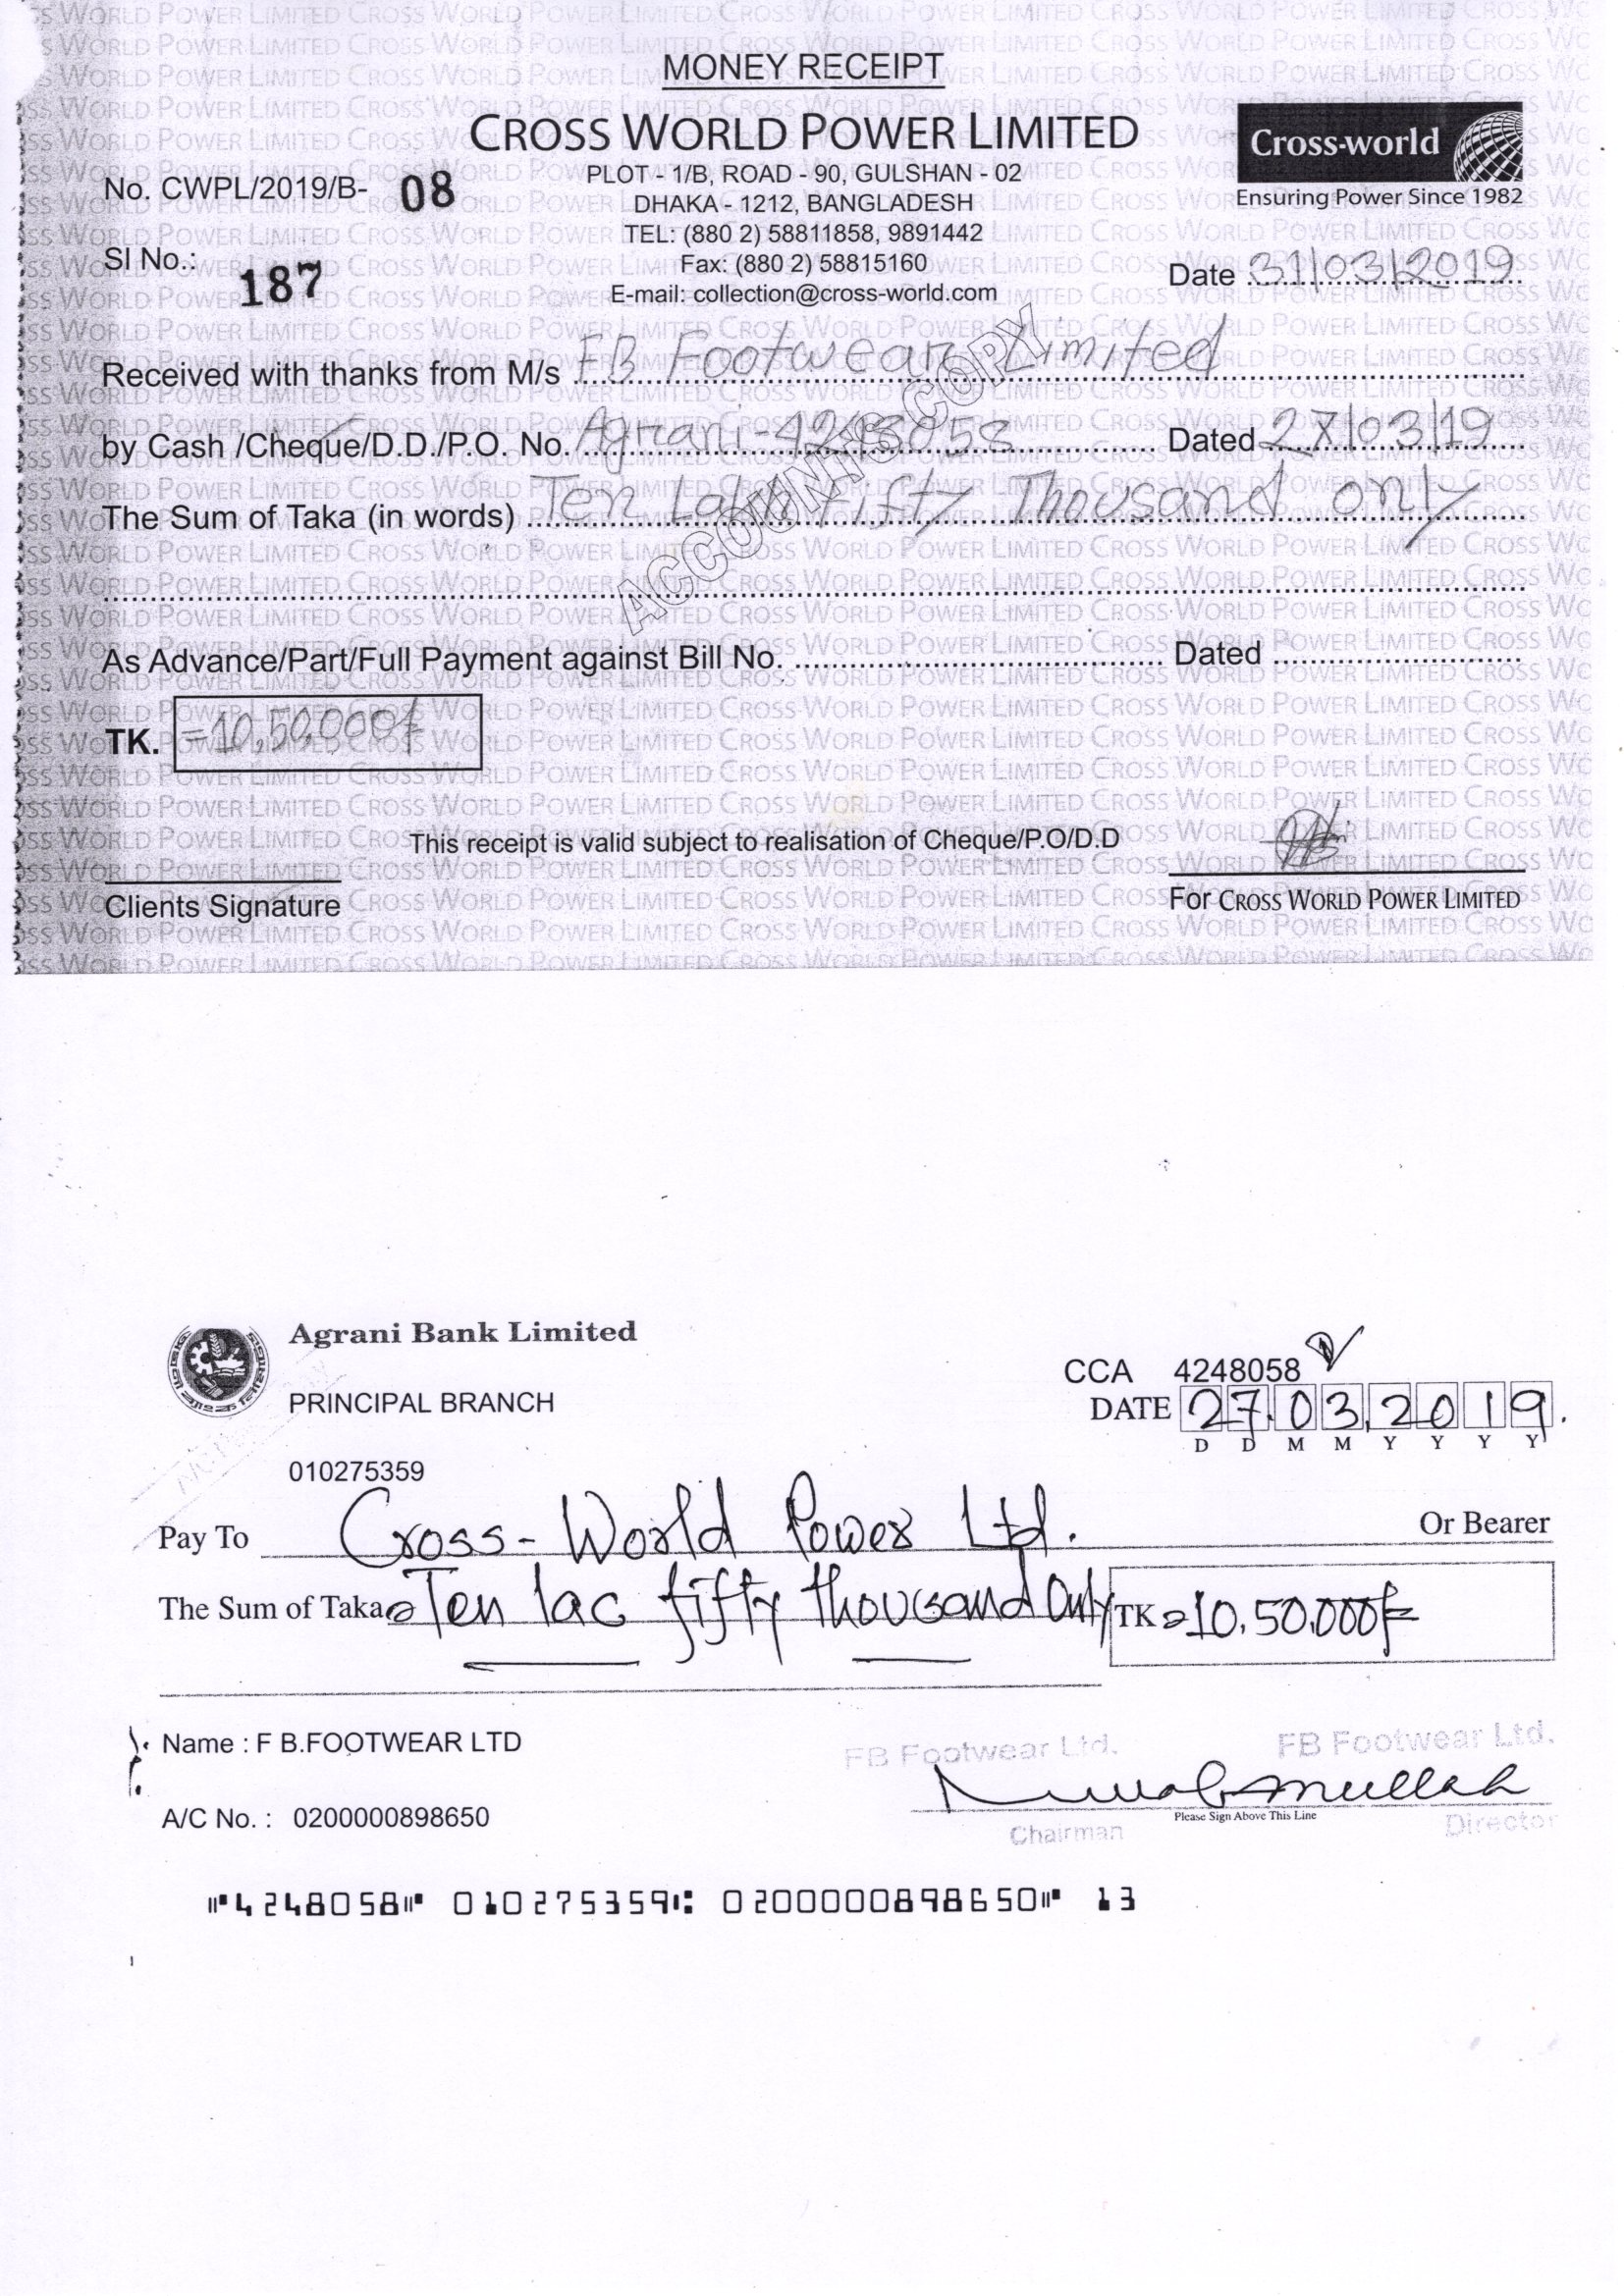 MONEY RECEIPT
CROSS WORLD POWER LIMITED
Cross-world
Ensuring Power Since 1982
No. CWPL/2019/B- 08
PLOT - 1/B, ROAD - 90, GULSHAN - 02
DHAKA - 1212, BANGLADESH
TEL: (880 2) 58811858, 9891442
Sl No.: 187
Fax: (880 2) 58815160
Date 31/03/2019
E-mail: collection@cross-world.com
Received with thanks from M/s FB Footwear Limited
by Cash /Cheque/D.D./P.O. No. Agrani-4248058 Dated 27/03/19
The Sum of Taka (in words) Ten Lakh Fifty Thousand only
ACCOUNTS COPY
As Advance/Part/Full Payment against Bill No. Dated
TK. =10,50,000/=
This receipt is valid subject to realisation of Cheque/P.O/D.D
Clients Signature
For CROSS WORLD POWER LIMITED
Agrani Bank Limited
CCA 4248058
PRINCIPAL BRANCH
DATE 27.03.2019.
D D M M Y Y Y Y
010275359
Pay To Cross-World Power Ltd. Or Bearer
The Sum of Taka = Ten lac fifty thousand Only TK =10,50,000/=
Name : F B.FOOTWEAR LTD
FB Footwear Ltd. FB Footwear Ltd.
A/C No. : 0200000898650
Please Sign Above This Line
Chairman Director
⑈4248058⑈ 010275359⑆ 0200000898650⑈ 13